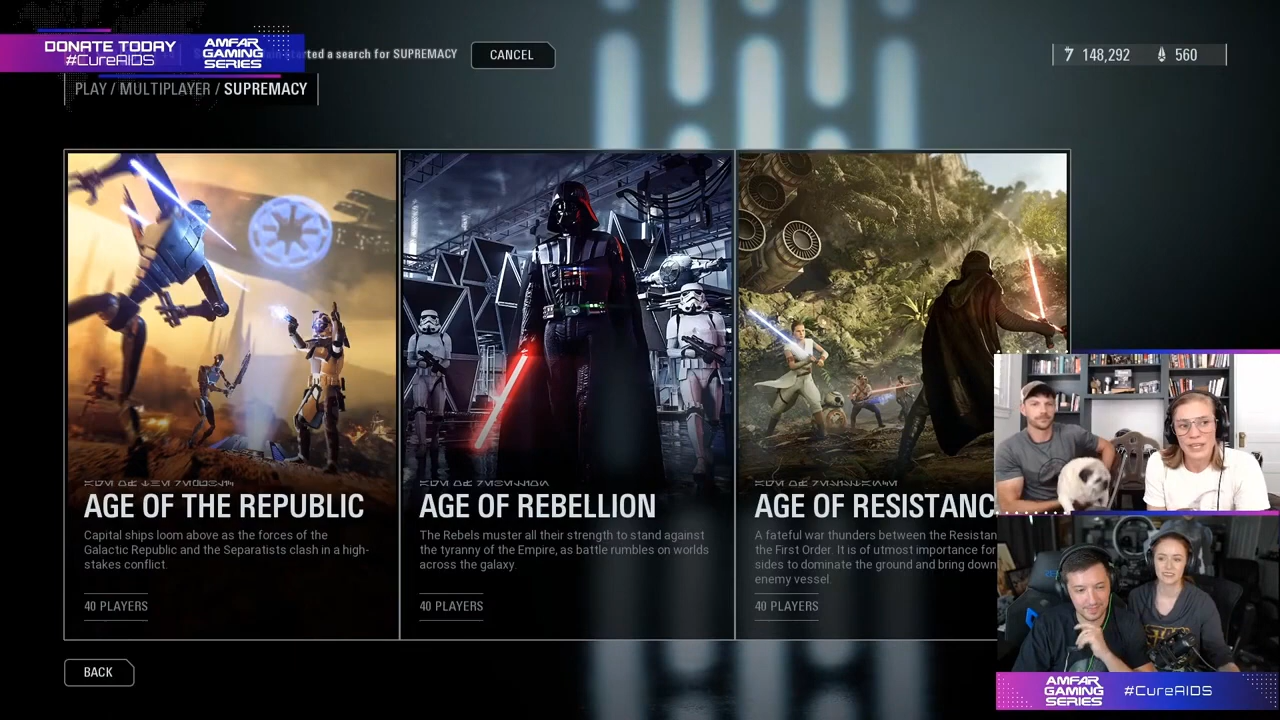 DONATE TODAY
#CureAIDS
AMFAR
GAMING
SERIES
started a search for SUPREMACY
CANCEL
148,292
560
PLAY / MULTIPLAYER / SUPREMACY
AGE OF THE REPUBLIC
Capital ships loom above as the forces of the
Galactic Republic and the Separatists clash in a high-
stakes conflict.
40 PLAYERS
AGE OF REBELLION
The Rebels muster all their strength to stand against
the tyranny of the Empire, as battle rumbles on worlds
across the galaxy.
40 PLAYERS
AGE OF RESISTANC
A fateful war thunders between the Resistan
the First Order. It is of utmost importance for
sides to dominate the ground and bring down
enemy vessel.
40 PLAYERS
BACK
AMFAR
GAMING
SERIES
#CureAIDS